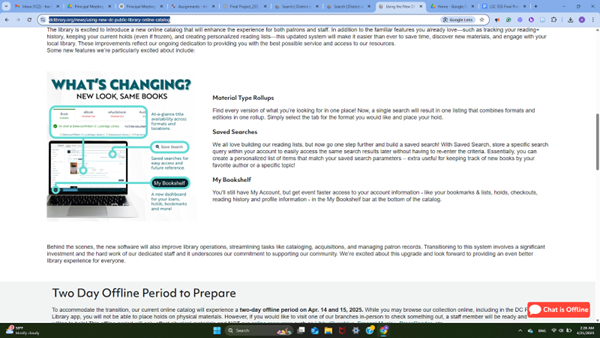 dclibrary.org/news/using-new-dc-public-library-online-catalog
Google Lens
The library is excited to introduce a new online catalog that will enhance the experience for both patrons and staff. In addition to the familiar features you already love—such as tracking your reading
history, keeping your current holds (even if frozen), and creating personalized reading lists—this updated system will make it easier than ever to save time, discover new materials, and engage with your
local library. These improvements reflect our ongoing dedication to providing you with the best possible service and access to our resources.
Some new features we're particularly excited about include:
WHAT'S CHANGING?
NEW LOOK, SAME BOOKS
At-a-glance title
availability across
formats and
locations
Save Search
Saved searches for
easy access and
future reference
My Bookshelf
A new dashboard
for your loans,
holds, bookmarks
and more!
Material Type Rollups
Find every version of what you're looking for in one place! Now, a single search will result in one listing that combines formats and
editions in one rollup. Simply select the tab for the format you would like and place your hold.
Saved Searches
We all love building our reading lists, but now go one step further and build a saved search! With Saved Search, store a specific search
query within your account to easily access the same search results later without having to re-enter the criteria. Essentially, you can
create a personalized list of items that match your saved search parameters – extra useful for keeping track of new books by your
favorite author or a specific topic!
My Bookshelf
You'll still have My Account, but get event faster access to your account information - like your bookmarks & lists, holds, checkouts,
reading history and profile information - in the My Bookshelf bar at the bottom of the catalog.
Behind the scenes, the new software will also improve library operations, streamlining tasks like cataloging, acquisitions, and managing patron records. Transitioning to this system involves a significant
investment and the hard work of our dedicated staff and it underscores our commitment to supporting our community. We're excited about this upgrade and look forward to providing an even better
library experience for everyone.
Two Day Offline Period to Prepare
To accommodate the transition, our current online catalog will experience a two-day offline period on Apr. 14 and 15, 2025. While you may browse our collection online, including in the DC P
Library app, you will not be able to place holds on physical materials. However, if you would like to visit one of our branches in-person to check something out, a staff member will be ready and
Chat is Offline
Mostly cloudy
Search